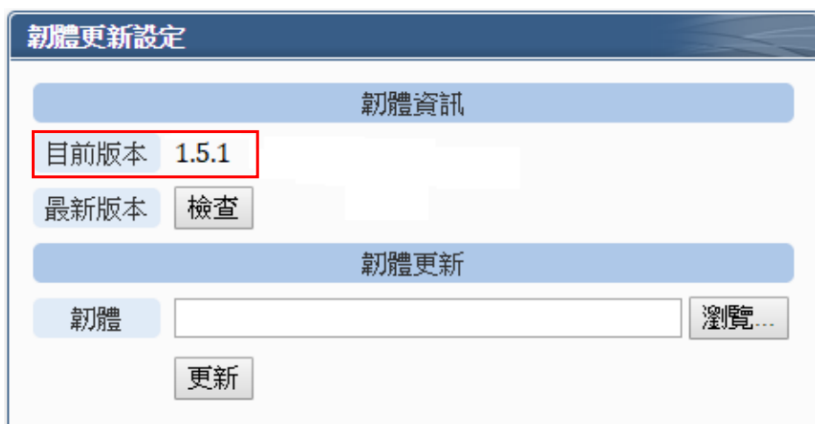 韌體更新設定
韌體資訊
目前版本 1.5.1
最新版本 檢查
韌體更新
韌體 瀏覽...
更新